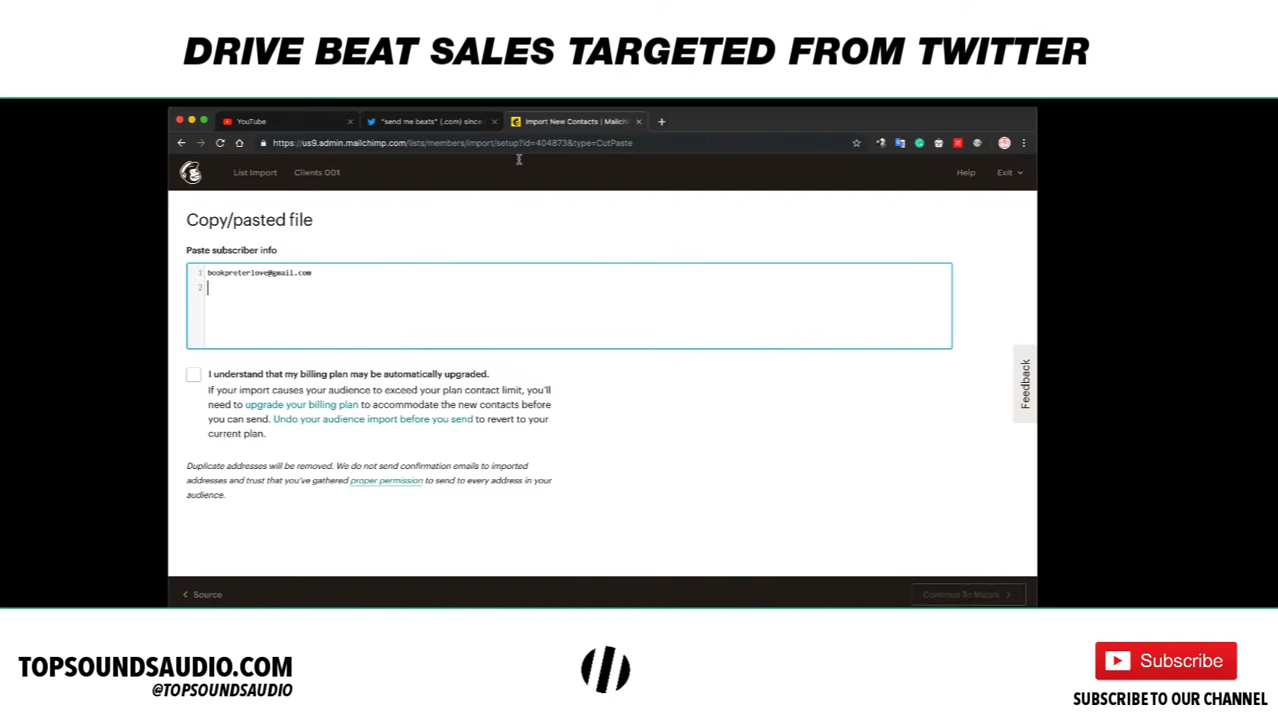 DRIVE BEAT SALES TARGETED FROM TWITTER
YouTube
"send me beats" (.com) since:
Import New Contacts | Mailchi
https://us9.admin.mailchimp.com/lists/members/import/setup?id=404873&type=CutPaste
List Import
Clients 001
Help
Exit
Copy/pasted file
Paste subscriber info
1 bookpreterlove@gmail.com
2
I understand that my billing plan may be automatically upgraded.
If your import causes your audience to exceed your plan contact limit, you'll
need to upgrade your billing plan to accommodate the new contacts before
you can send. Undo your audience import before you send to revert to your
current plan.
Duplicate addresses will be removed. We do not send confirmation emails to imported
addresses and trust that you've gathered proper permission to send to every address in your
audience.
Feedback
Source
Continue To Match
TOPSOUNDSAUDIO.COM
@TOPSOUNDSAUDIO
Subscribe
SUBSCRIBE TO OUR CHANNEL